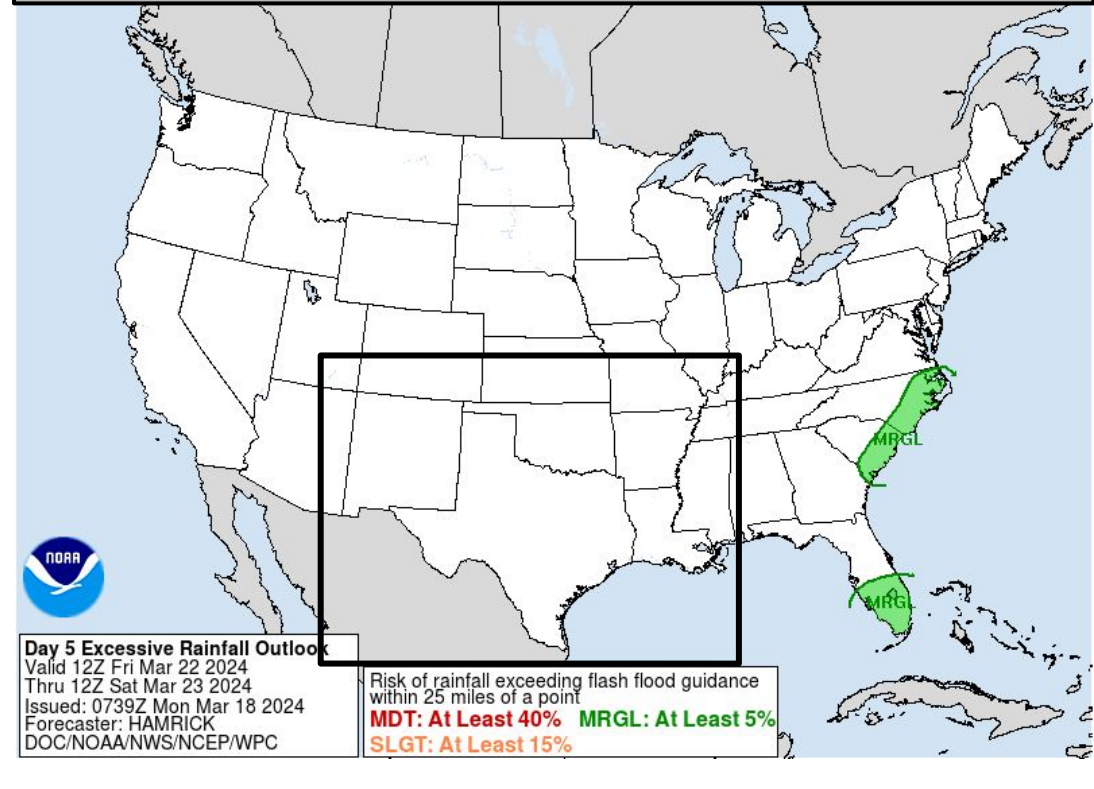 MRGL
MRGL
NOAA
Day 5 Excessive Rainfall Outlook
Valid 12Z Fri Mar 22 2024
Thru 12Z Sat Mar 23 2024
Issued: 0739Z Mon Mar 18 2024
Forecaster: HAMRICK
DOC/NOAA/NWS/NCEP/WPC
Risk of rainfall exceeding flash flood guidance
within 25 miles of a point
MDT: At Least 40% MRGL: At Least 5%
SLGT: At Least 15%